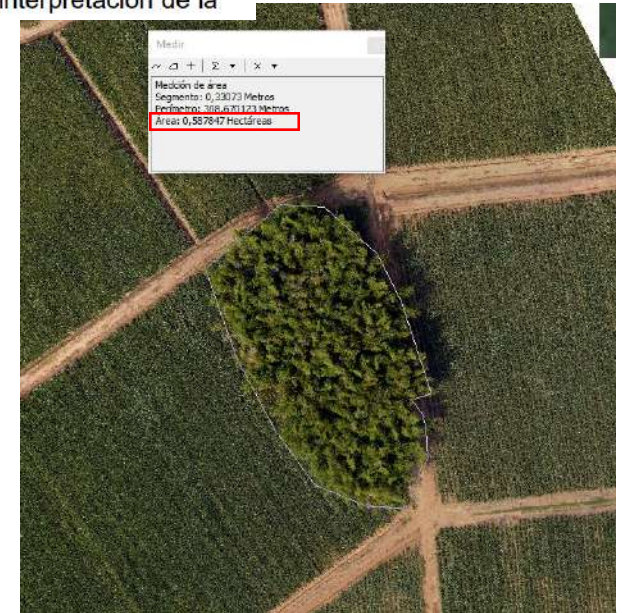 interpretación de la
Medir
Medición de área
Segmento: 0,33073 Metros
Perímetro: 308,670123 Metros
Area: 0,587847 Hectáreas